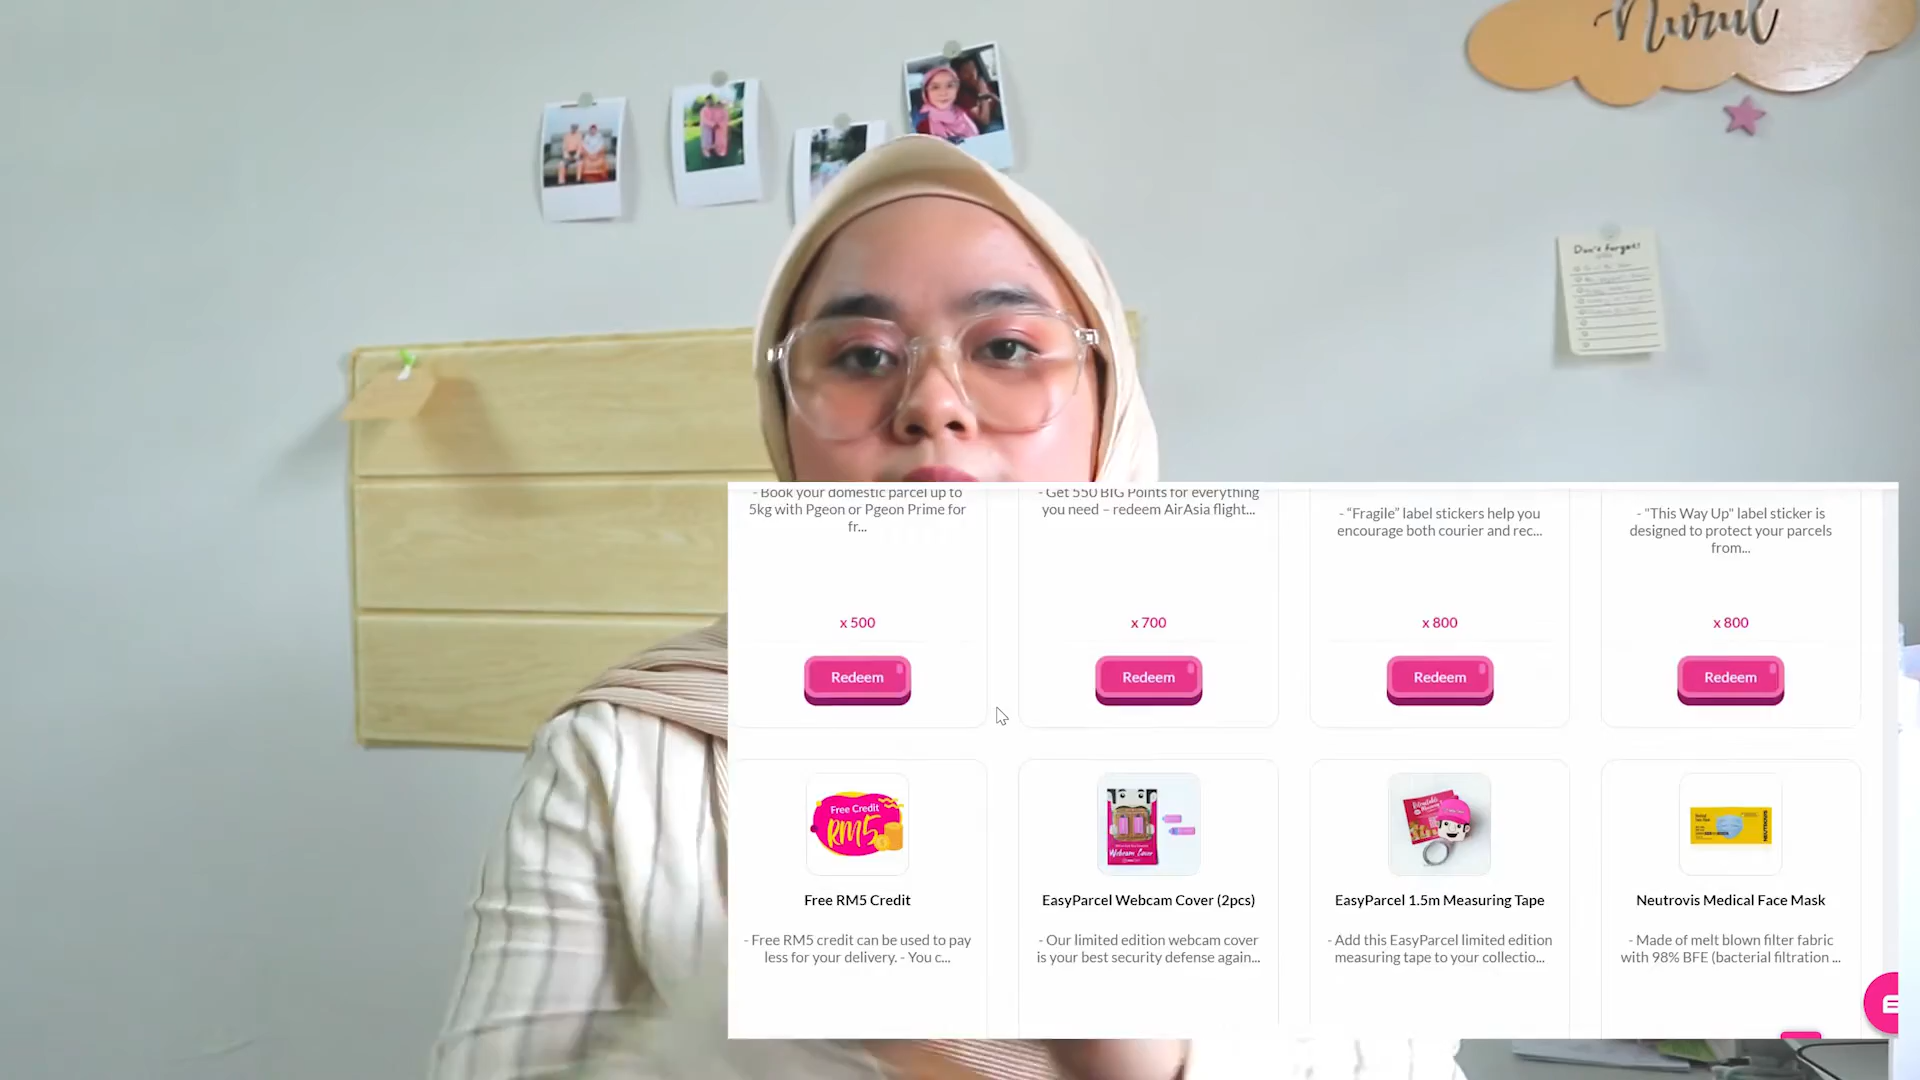 Nurul
Don't forget!
- Book your domestic parcel up to
5kg with Pgeon or Pgeon Prime for
fr...
- Get 550 BIG Points for everything
you need – redeem AirAsia flight...
- “Fragile” label stickers help you
encourage both courier and rec...
- "This Way Up" label sticker is
designed to protect your parcels
from...
x 500
x 700
x 800
x 800
Redeem
Redeem
Redeem
Redeem
Free Credit
RM5
Webcam Cover
NEUTROVIS
Free RM5 Credit
EasyParcel Webcam Cover (2pcs)
EasyParcel 1.5m Measuring Tape
Neutrovis Medical Face Mask
- Free RM5 credit can be used to pay
less for your delivery. - You c...
- Our limited edition webcam cover
is your best security defense again...
- Add this EasyParcel limited edition
measuring tape to your collectio...
- Made of melt blown filter fabric
with 98% BFE (bacterial filtration ...